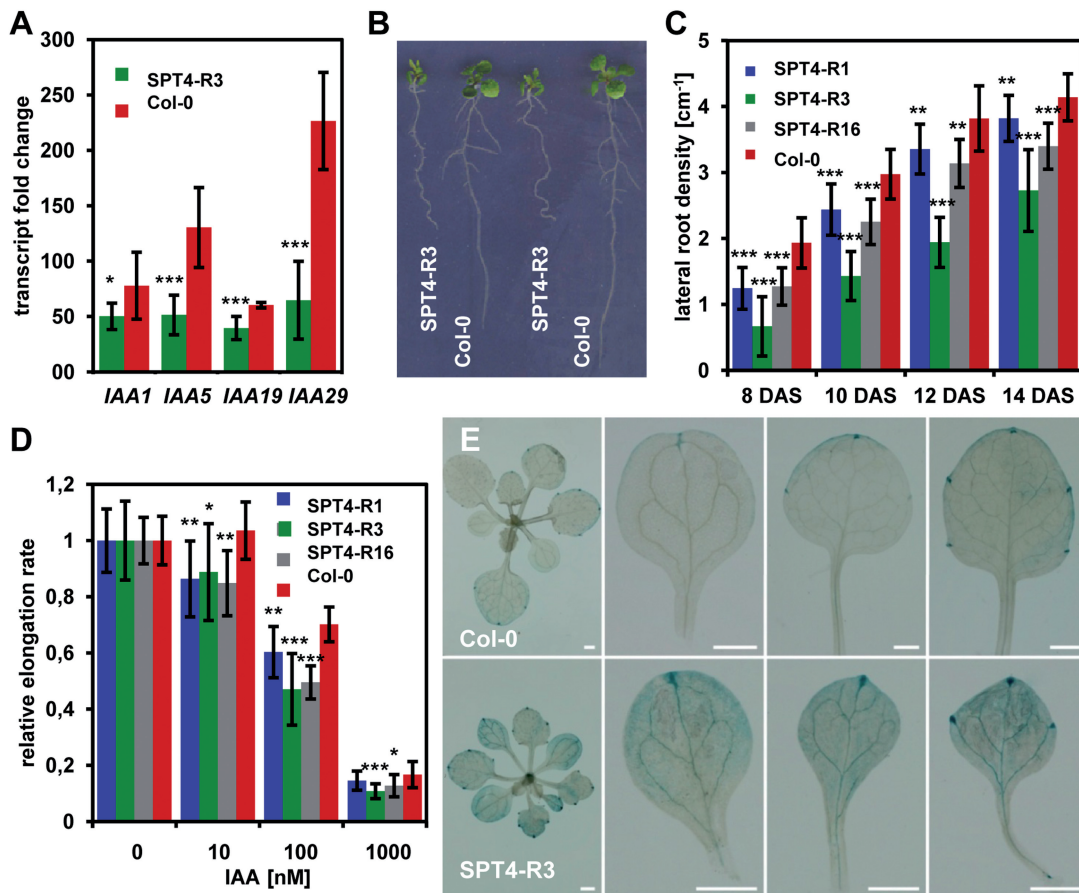 A
300
250
200
150
100
50
00
transcript fold change
SPT4-R3
Col-0
*
***
***
***
IAA1 IAA5 IAA19 IAA29
B
SPT4-R3
Col-0
SPT4-R3
Col-0
C
5
4
3
2
1
0
lateral root density [cm-1]
SPT4-R1
SPT4-R3
SPT4-R16
Col-0
*** *** ***
*** *** ***
** *** **
** *** ***
8 DAS 10 DAS 12 DAS 14 DAS
D
1,2
1
0,8
0,6
0,4
0,2
0
relative elongation rate
SPT4-R1
SPT4-R3
SPT4-R16
Col-0
** * **
** *** ***
*** *
0 10 100 1000
IAA [nM]
E
Col-0
SPT4-R3